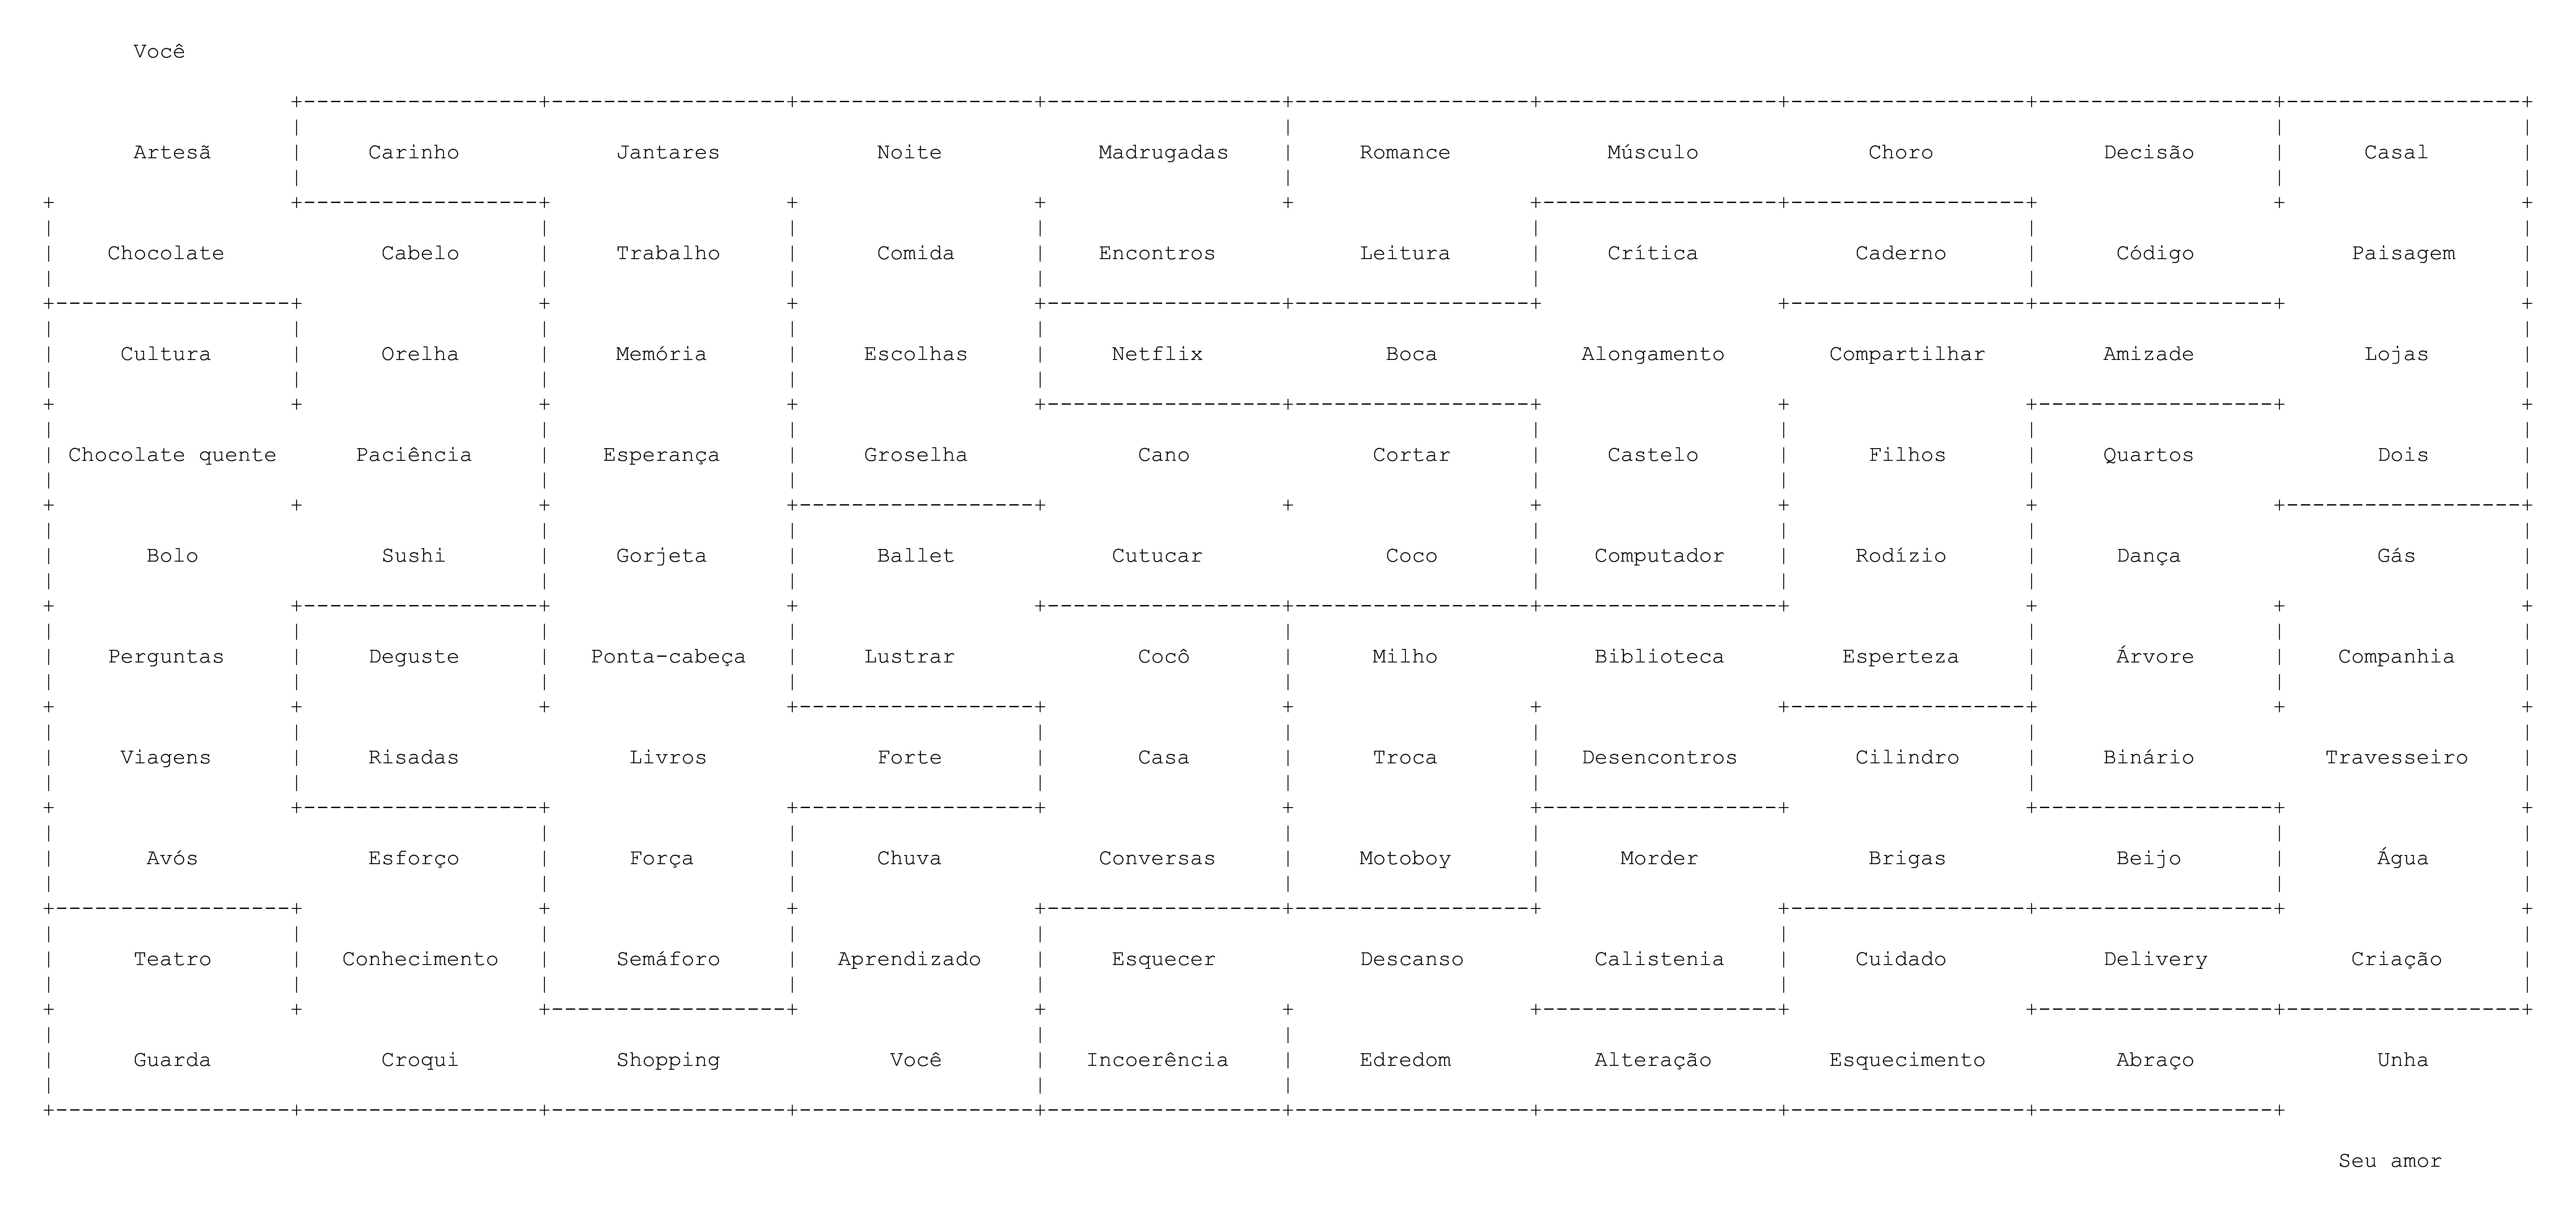 Você
Artesã Carinho Jantares Noite Madrugadas Romance Músculo Choro Decisão Casal
Chocolate Cabelo Trabalho Comida Encontros Leitura Crítica Caderno Código Paisagem
Cultura Orelha Memória Escolhas Netflix Boca Alongamento Compartilhar Amizade Lojas
Chocolate quente Paciência Esperança Groselha Cano Cortar Castelo Filhos Quartos Dois
Bolo Sushi Gorjeta Ballet Cutucar Coco Computador Rodízio Dança Gás
Perguntas Deguste Ponta-cabeça Lustrar Cocô Milho Biblioteca Esperteza Árvore Companhia
Viagens Risadas Livros Forte Casa Troca Desencontros Cilindro Binário Travesseiro
Avós Esforço Força Chuva Conversas Motoboy Morder Brigas Beijo Água
Teatro Conhecimento Semáforo Aprendizado Esquecer Descanso Calistenia Cuidado Delivery Criação
Guarda Croqui Shopping Você Incoerência Edredom Alteração Esquecimento Abraço Unha
Seu amor